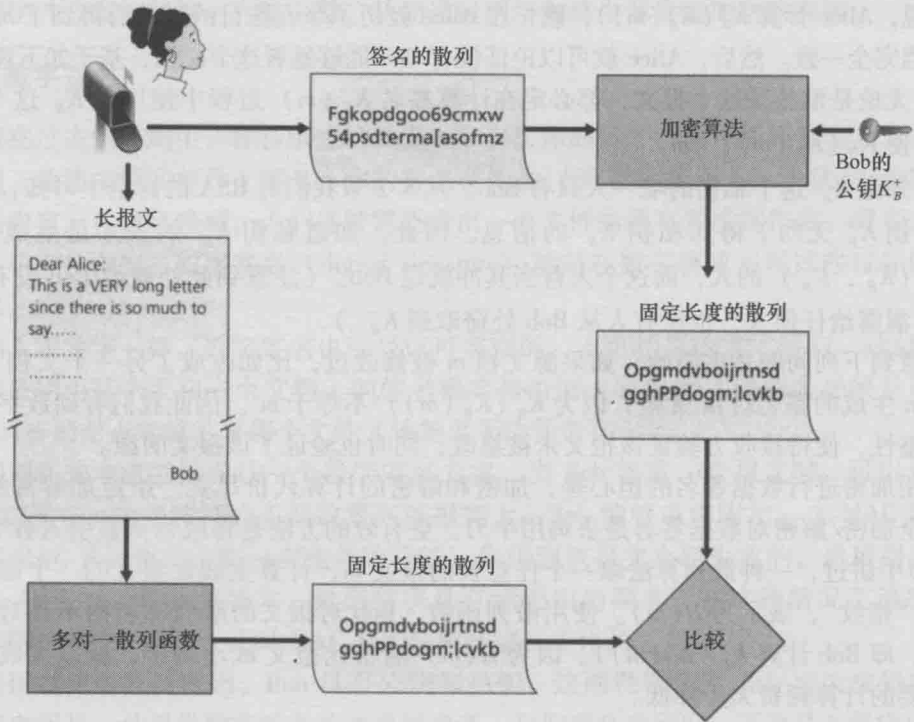 签名的散列
Fgkopdgoo69cmxw
54psdterma[asofmz
加密算法
Bob的
公钥K_B^+
长报文
Dear Alice:
This is a VERY long letter
since there is so much to
say.....
..........
..........
Bob
固定长度的散列
Opgmdvboijrtnsd
gghPPdogm;lcvkb
多对一散列函数
固定长度的散列
Opgmdvboijrtnsd
gghPPdogm;lcvkb
比较